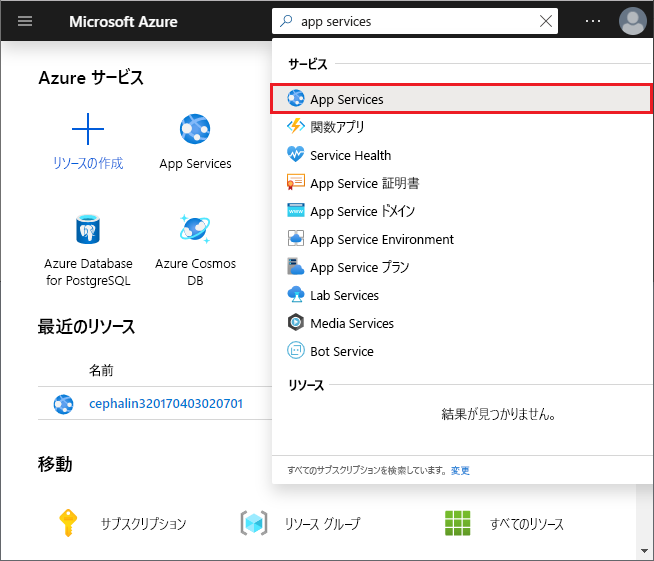 Microsoft Azure
app services
Azure サービス
リソースの作成
App Services
Azure Database
for PostgreSQL
Azure Cosmos
DB
最近のリソース
名前
cephalin320170403020701
移動
サブスクリプション
リソース グループ
すべてのリソース
サービス
App Services
関数アプリ
Service Health
App Service 証明書
App Service ドメイン
App Service Environment
App Service プラン
Lab Services
Media Services
Bot Service
リソース
結果が見つかりません。
すべてのサブスクリプションを検索しています。 変更